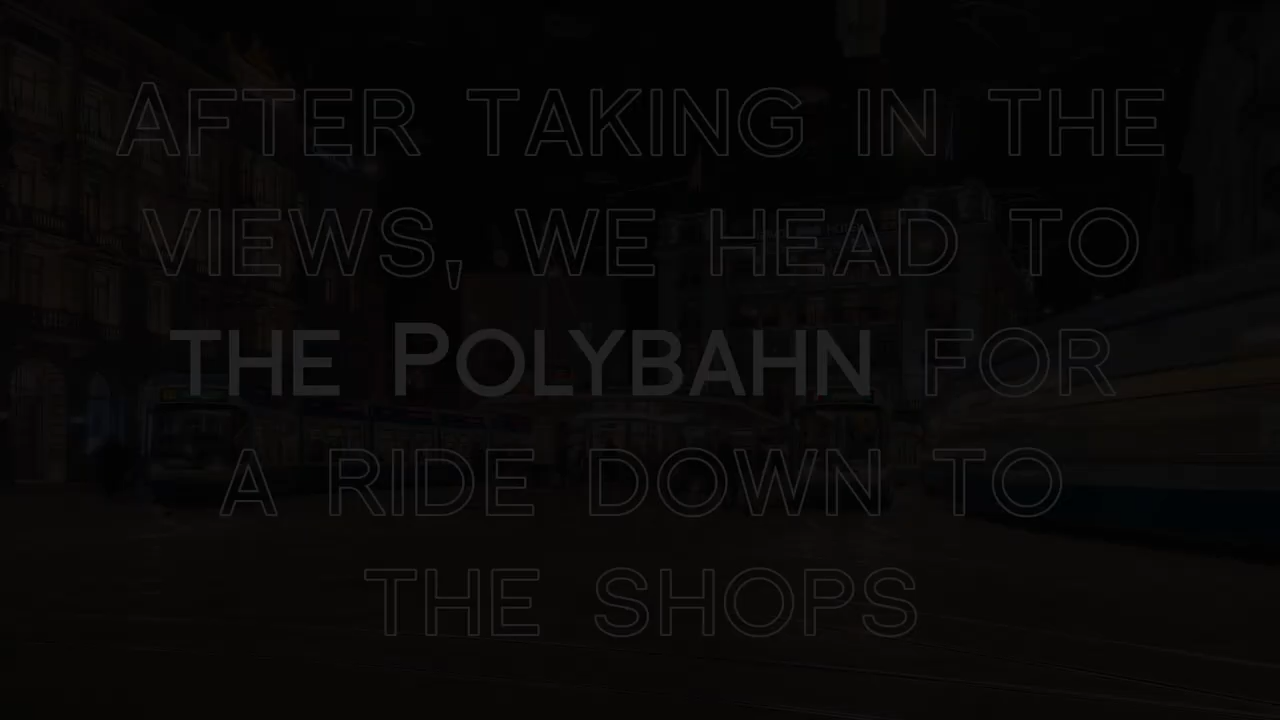 AFTER TAKING IN THE
VIEWS, WE HEAD TO
THE POLYBAHN FOR
A RIDE DOWN TO
THE SHOPS